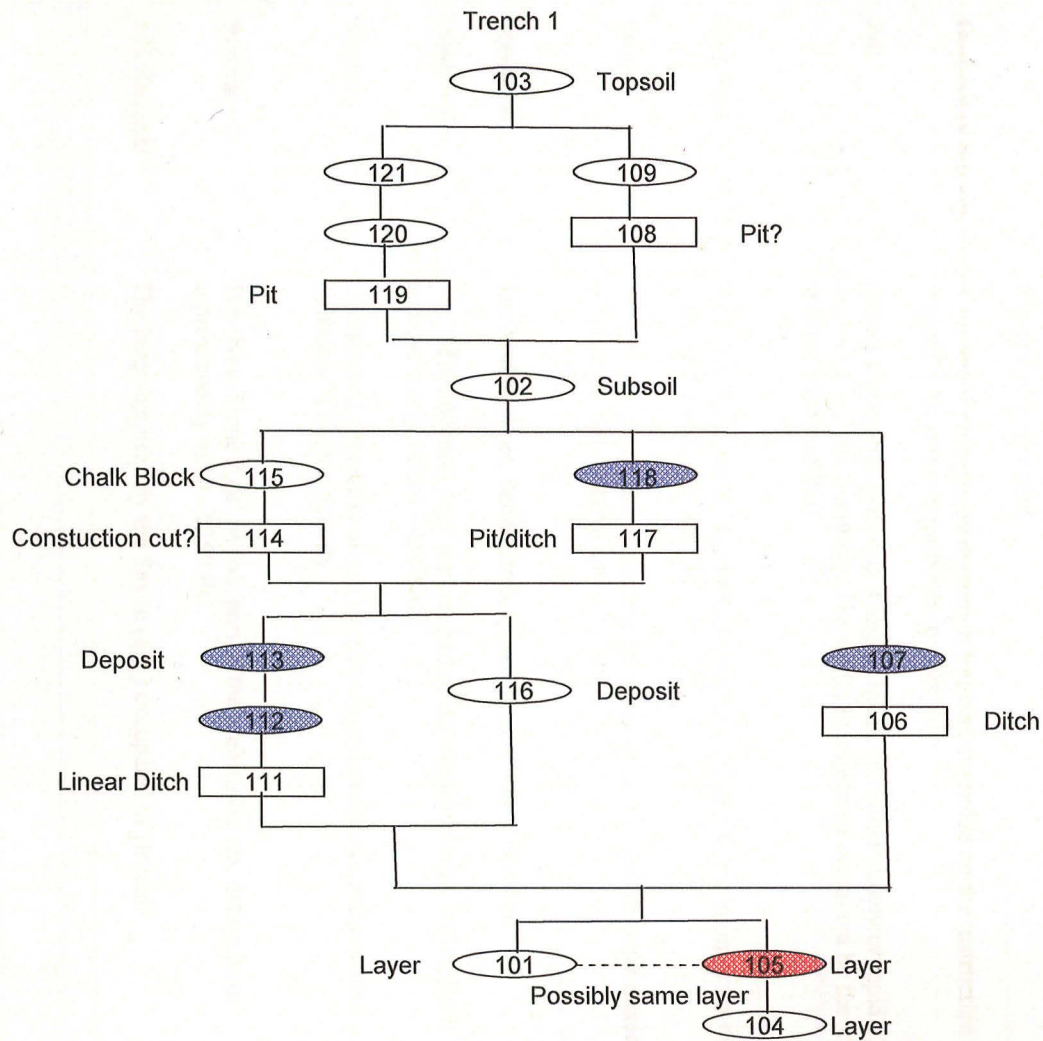 Trench 1
103 Topsoil
121 109
120 108 Pit?
Pit 119
102 Subsoil
Chalk Block 115 118
Constuction cut? 114 Pit/ditch 117
Deposit 113 107
116 Deposit
112 106 Ditch
Linear Ditch 111
Layer 101 105 Layer
Possibly same layer
104 Layer